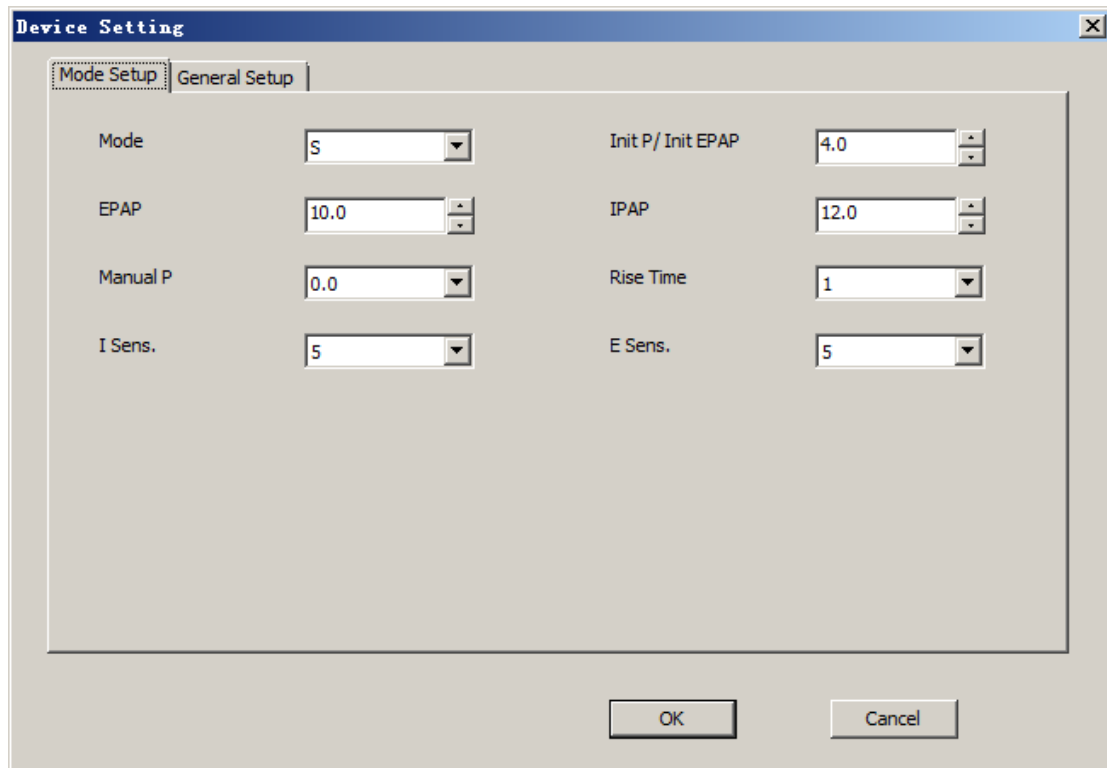 Device Setting
Mode Setup General Setup
Mode S Init P/ Init EPAP 4.0
EPAP 10.0 IPAP 12.0
Manual P 0.0 Rise Time 1
I Sens. 5 E Sens. 5
OK Cancel